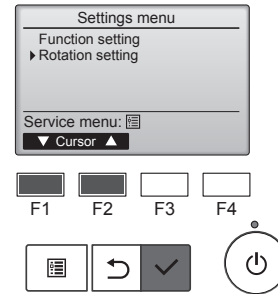 Settings menu
Function setting
Rotation setting
Service menu:
▼ Cursor ▲
F1 F2 F3 F4